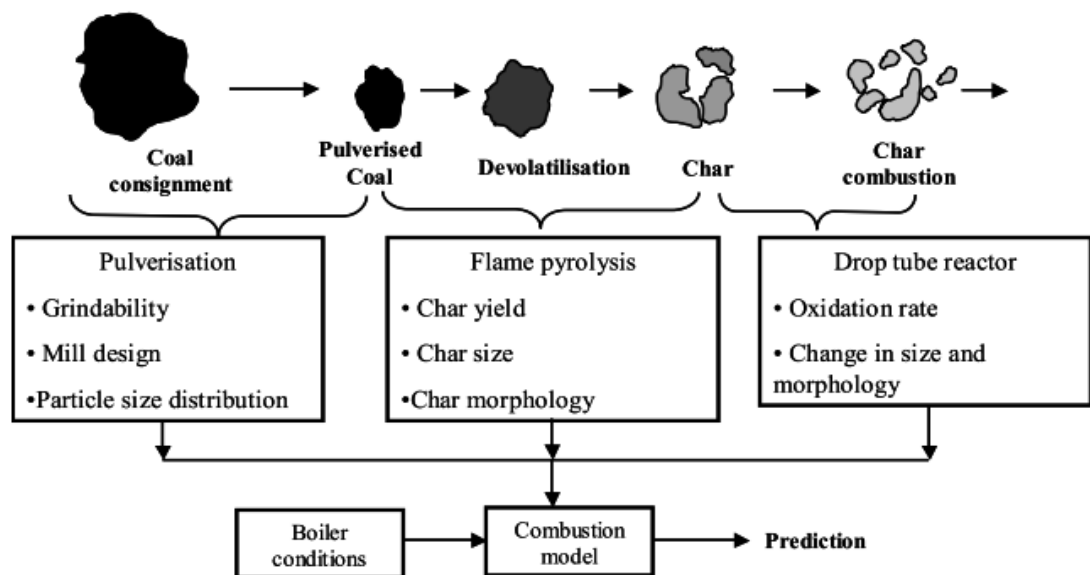 Coal
consignment
Pulverised
Coal
Devolatilisation
Char
Char
combustion
Pulverisation
• Grindability
• Mill design
•Particle size distribution
Flame pyrolysis
• Char yield
• Char size
•Char morphology
Drop tube reactor
• Oxidation rate
• Change in size and
morphology
Boiler
conditions
Combustion
model
Prediction